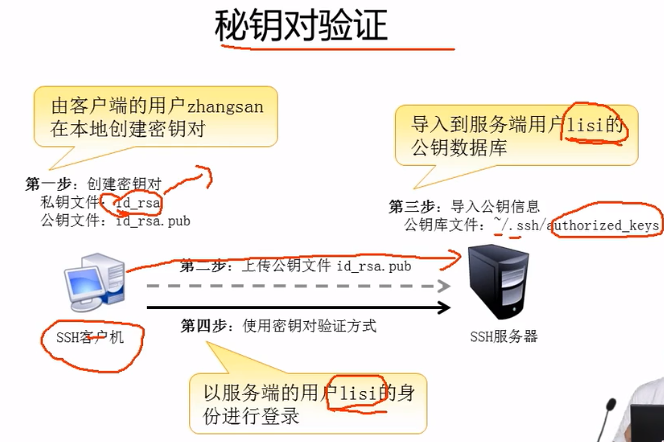 秘钥对验证
由客户端的用户zhangsan
在本地创建密钥对
第一步：创建密钥对
私钥文件：id_rsa
公钥文件：id_rsa.pub
导入到服务端用户lisi的
公钥数据库
第三步：导入公钥信息
公钥库文件：~/.ssh/authorized_keys
第二步：上传公钥文件 id_rsa.pub
SSH客户机
第四步：使用密钥对验证方式
SSH服务器
以服务端的用户lisi的身
份进行登录